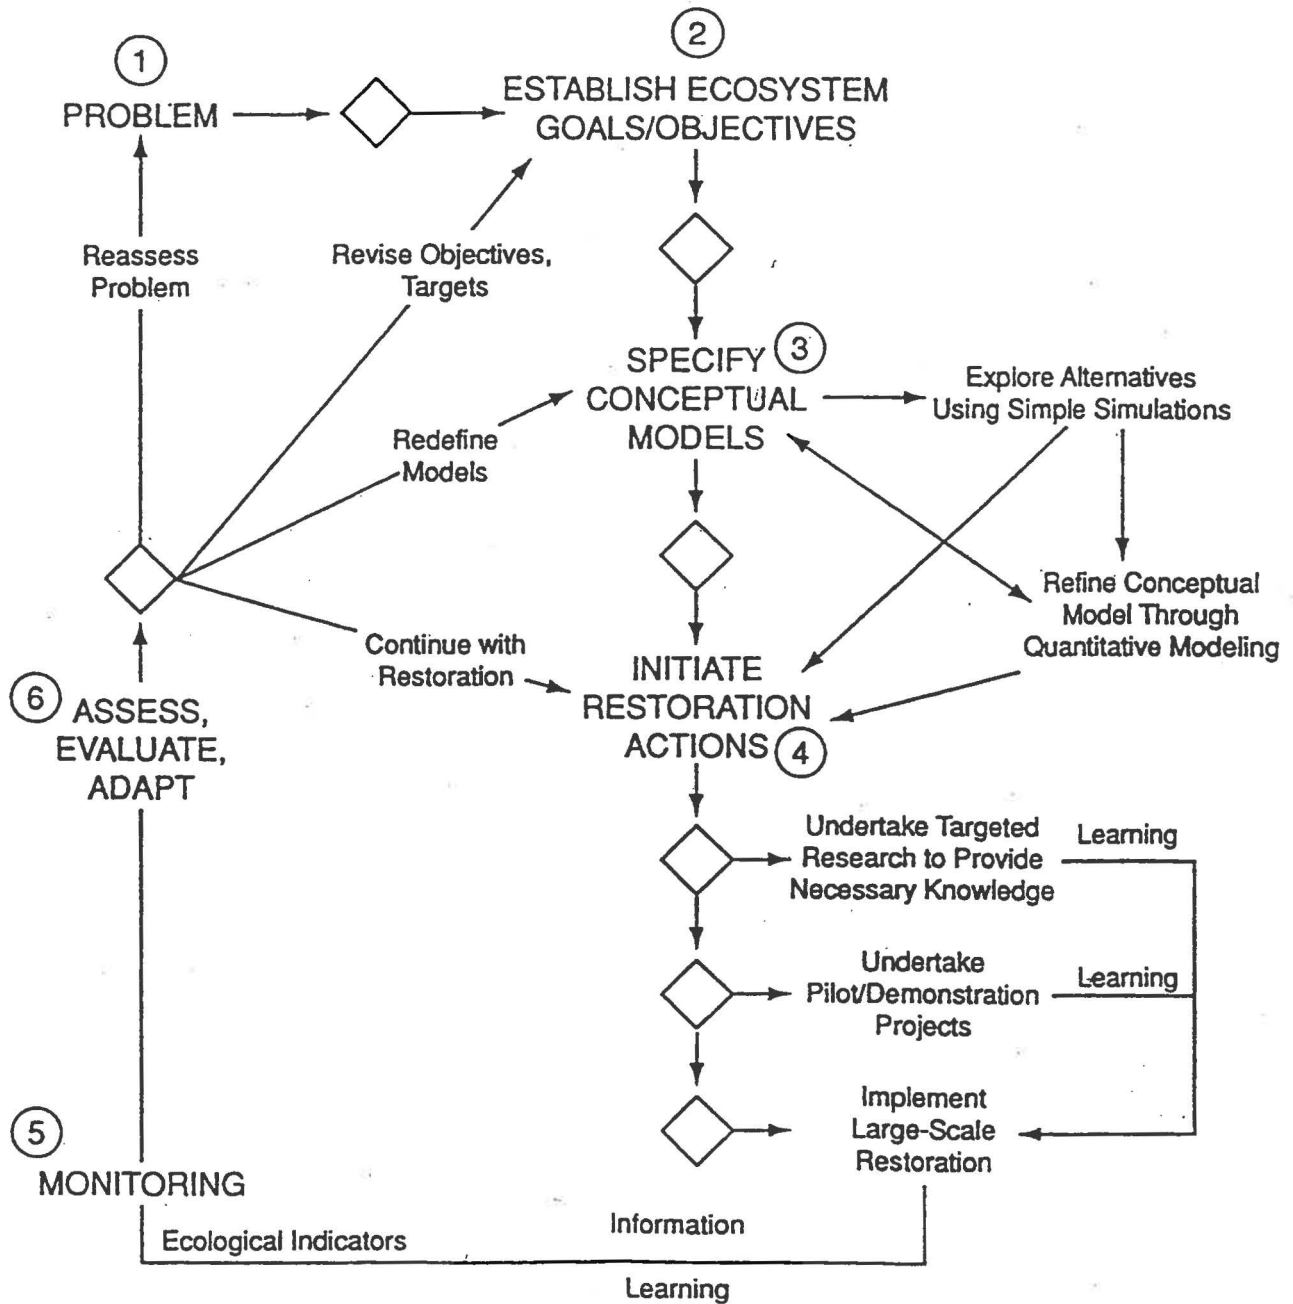 1
PROBLEM
2
ESTABLISH ECOSYSTEM
GOALS/OBJECTIVES
Reassess
Problem
Revise Objectives,
Targets
SPECIFY
CONCEPTUAL
MODELS
3
Explore Alternatives
Using Simple Simulations
Redefine
Models
Refine Conceptual
Model Through
Quantitative Modeling
Continue with
Restoration
INITIATE
RESTORATION
ACTIONS
4
6
ASSESS,
EVALUATE,
ADAPT
Undertake Targeted
Research to Provide
Necessary Knowledge
Learning
Undertake
Pilot/Demonstration
Projects
Learning
Implement
Large-Scale
Restoration
5
MONITORING
Ecological Indicators
Information
Learning